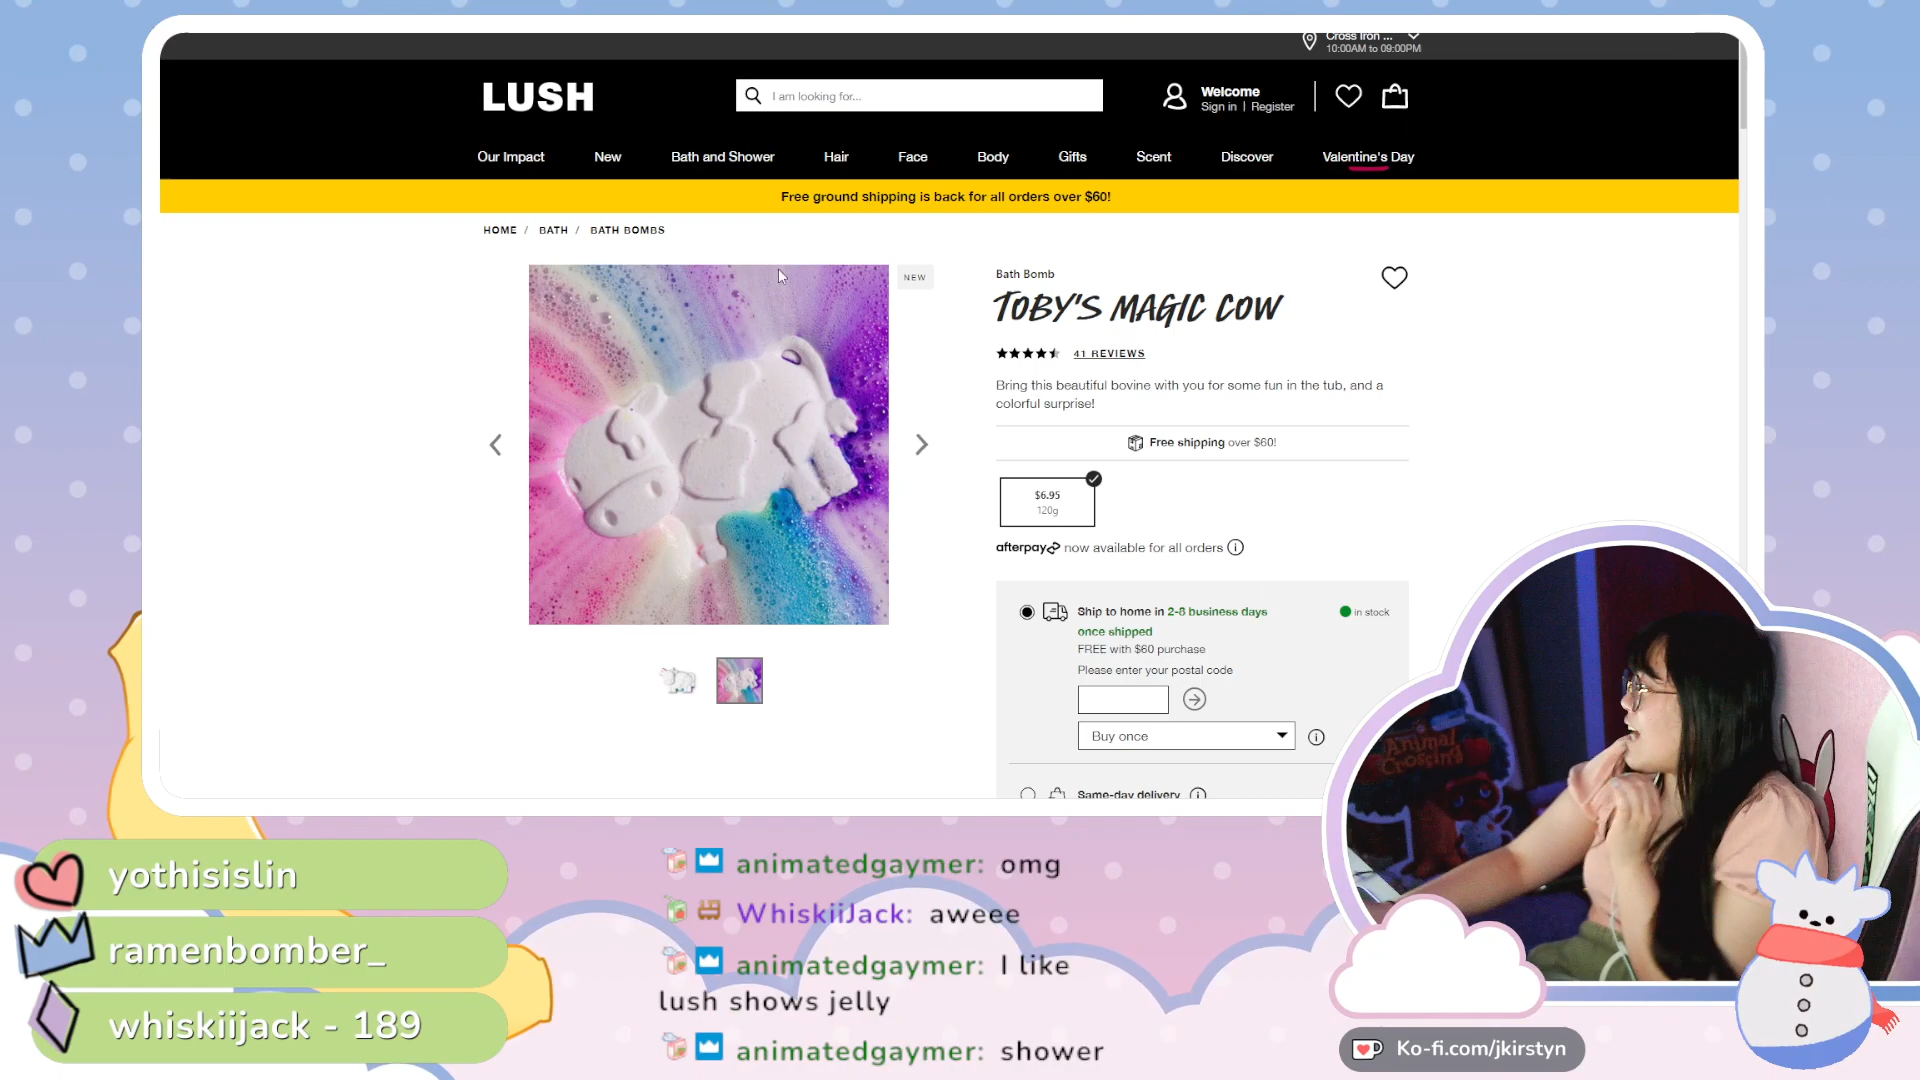 Cross Iron ...
10:00AM to 09:00PM
LUSH
I am looking for...
Welcome
Sign in | Register
Our Impact
New
Bath and Shower
Hair
Face
Body
Gifts
Scent
Discover
Valentine's Day
Free ground shipping is back for all orders over $60!
HOME / BATH / BATH BOMBS
NEW
Bath Bomb
TOBY'S MAGIC COW
41 REVIEWS
Bring this beautiful bovine with you for some fun in the tub, and a
colorful surprise!
Free shipping over $60!
$6.95
120g
afterpay now available for all orders
Ship to home in 2-8 business days
once shipped
in stock
FREE with $60 purchase
Please enter your postal code
Buy once
Same-day delivery
Animal
Crossing
yothisislin
ramenbomber_
whiskiijack - 189
animatedgaymer: omg
WhiskiiJack: aweee
animatedgaymer: I like
lush shows jelly
animatedgaymer: shower
Ko-fi.com/jkirstyn